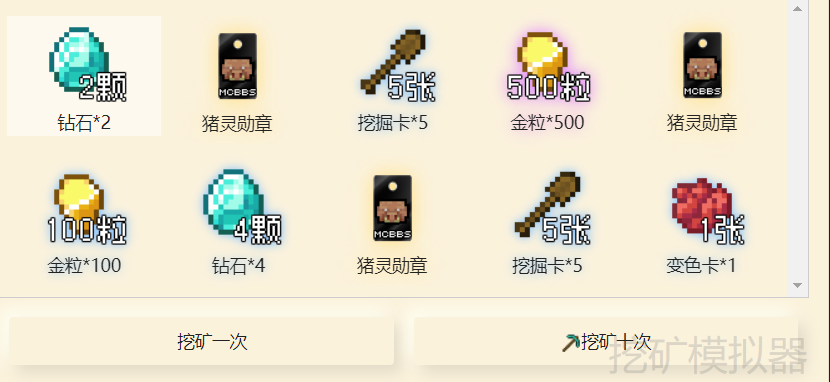 2颗
MCBBS
5张
500粒
MCBBS
钻石*2
猪灵勋章
挖掘卡*5
金粒*500
猪灵勋章
100粒
4颗
MCBBS
5张
1张
金粒*100
钻石*4
猪灵勋章
挖掘卡*5
变色卡*1
挖矿一次
挖矿十次
挖矿模拟器